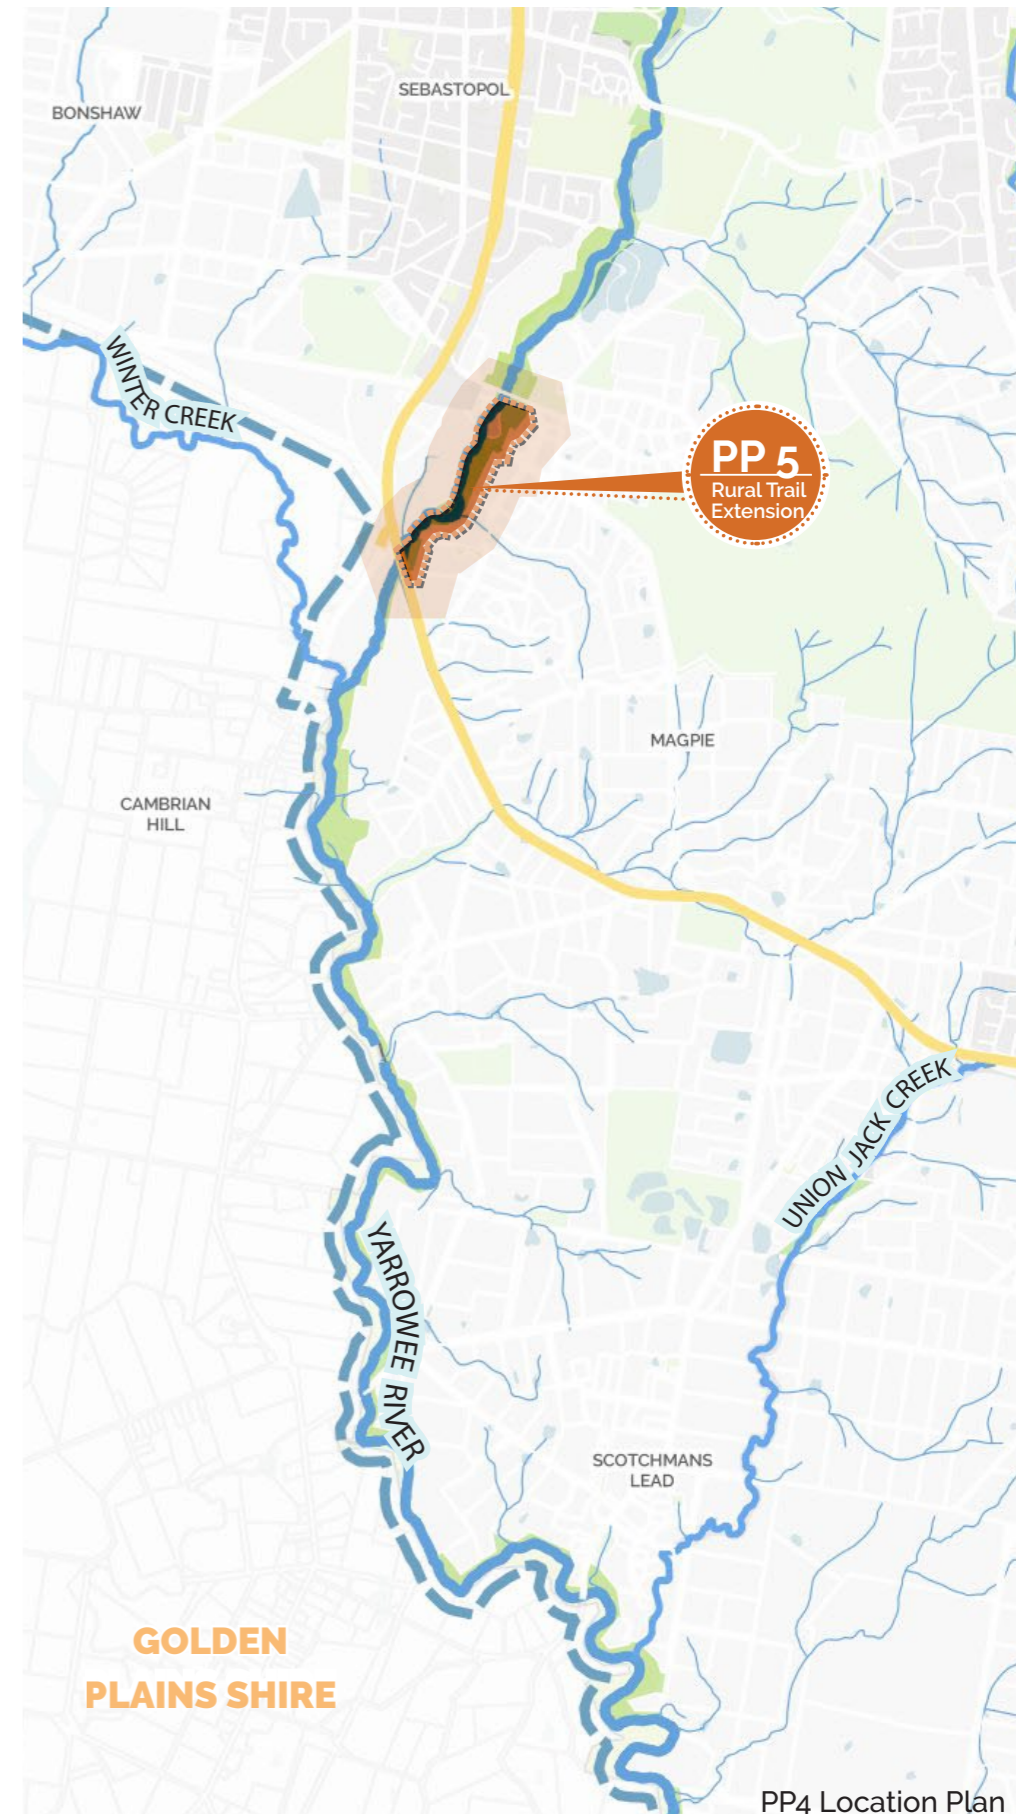 SEBASTOPOL
BONSHAW
WINTER CREEK
PP 5
Rural Trail
Extension
MAGPIE
CAMBRIAN
HILL
UNION JACK CREEK
YARROWEE RIVER
SCOTCHMANS
LEAD
GOLDEN
PLAINS SHIRE
PP4 Location Plan